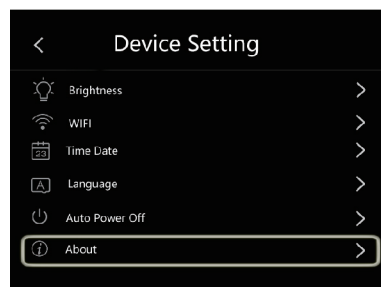 Device Setting
Brightness
WIFI
23
Time Date
A
Language
Auto Power Off
i
About